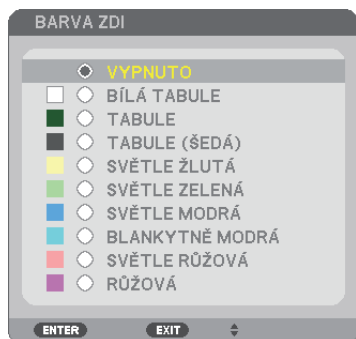 BARVA ZDI
VYPNUTO
BÍLÁ TABULE
TABULE
TABULE (ŠEDÁ)
SVĚTLE ŽLUTÁ
SVĚTLE ZELENÁ
SVĚTLE MODRÁ
BLANKYTNĚ MODRÁ
SVĚTLE RŮŽOVÁ
RŮŽOVÁ
ENTER EXIT